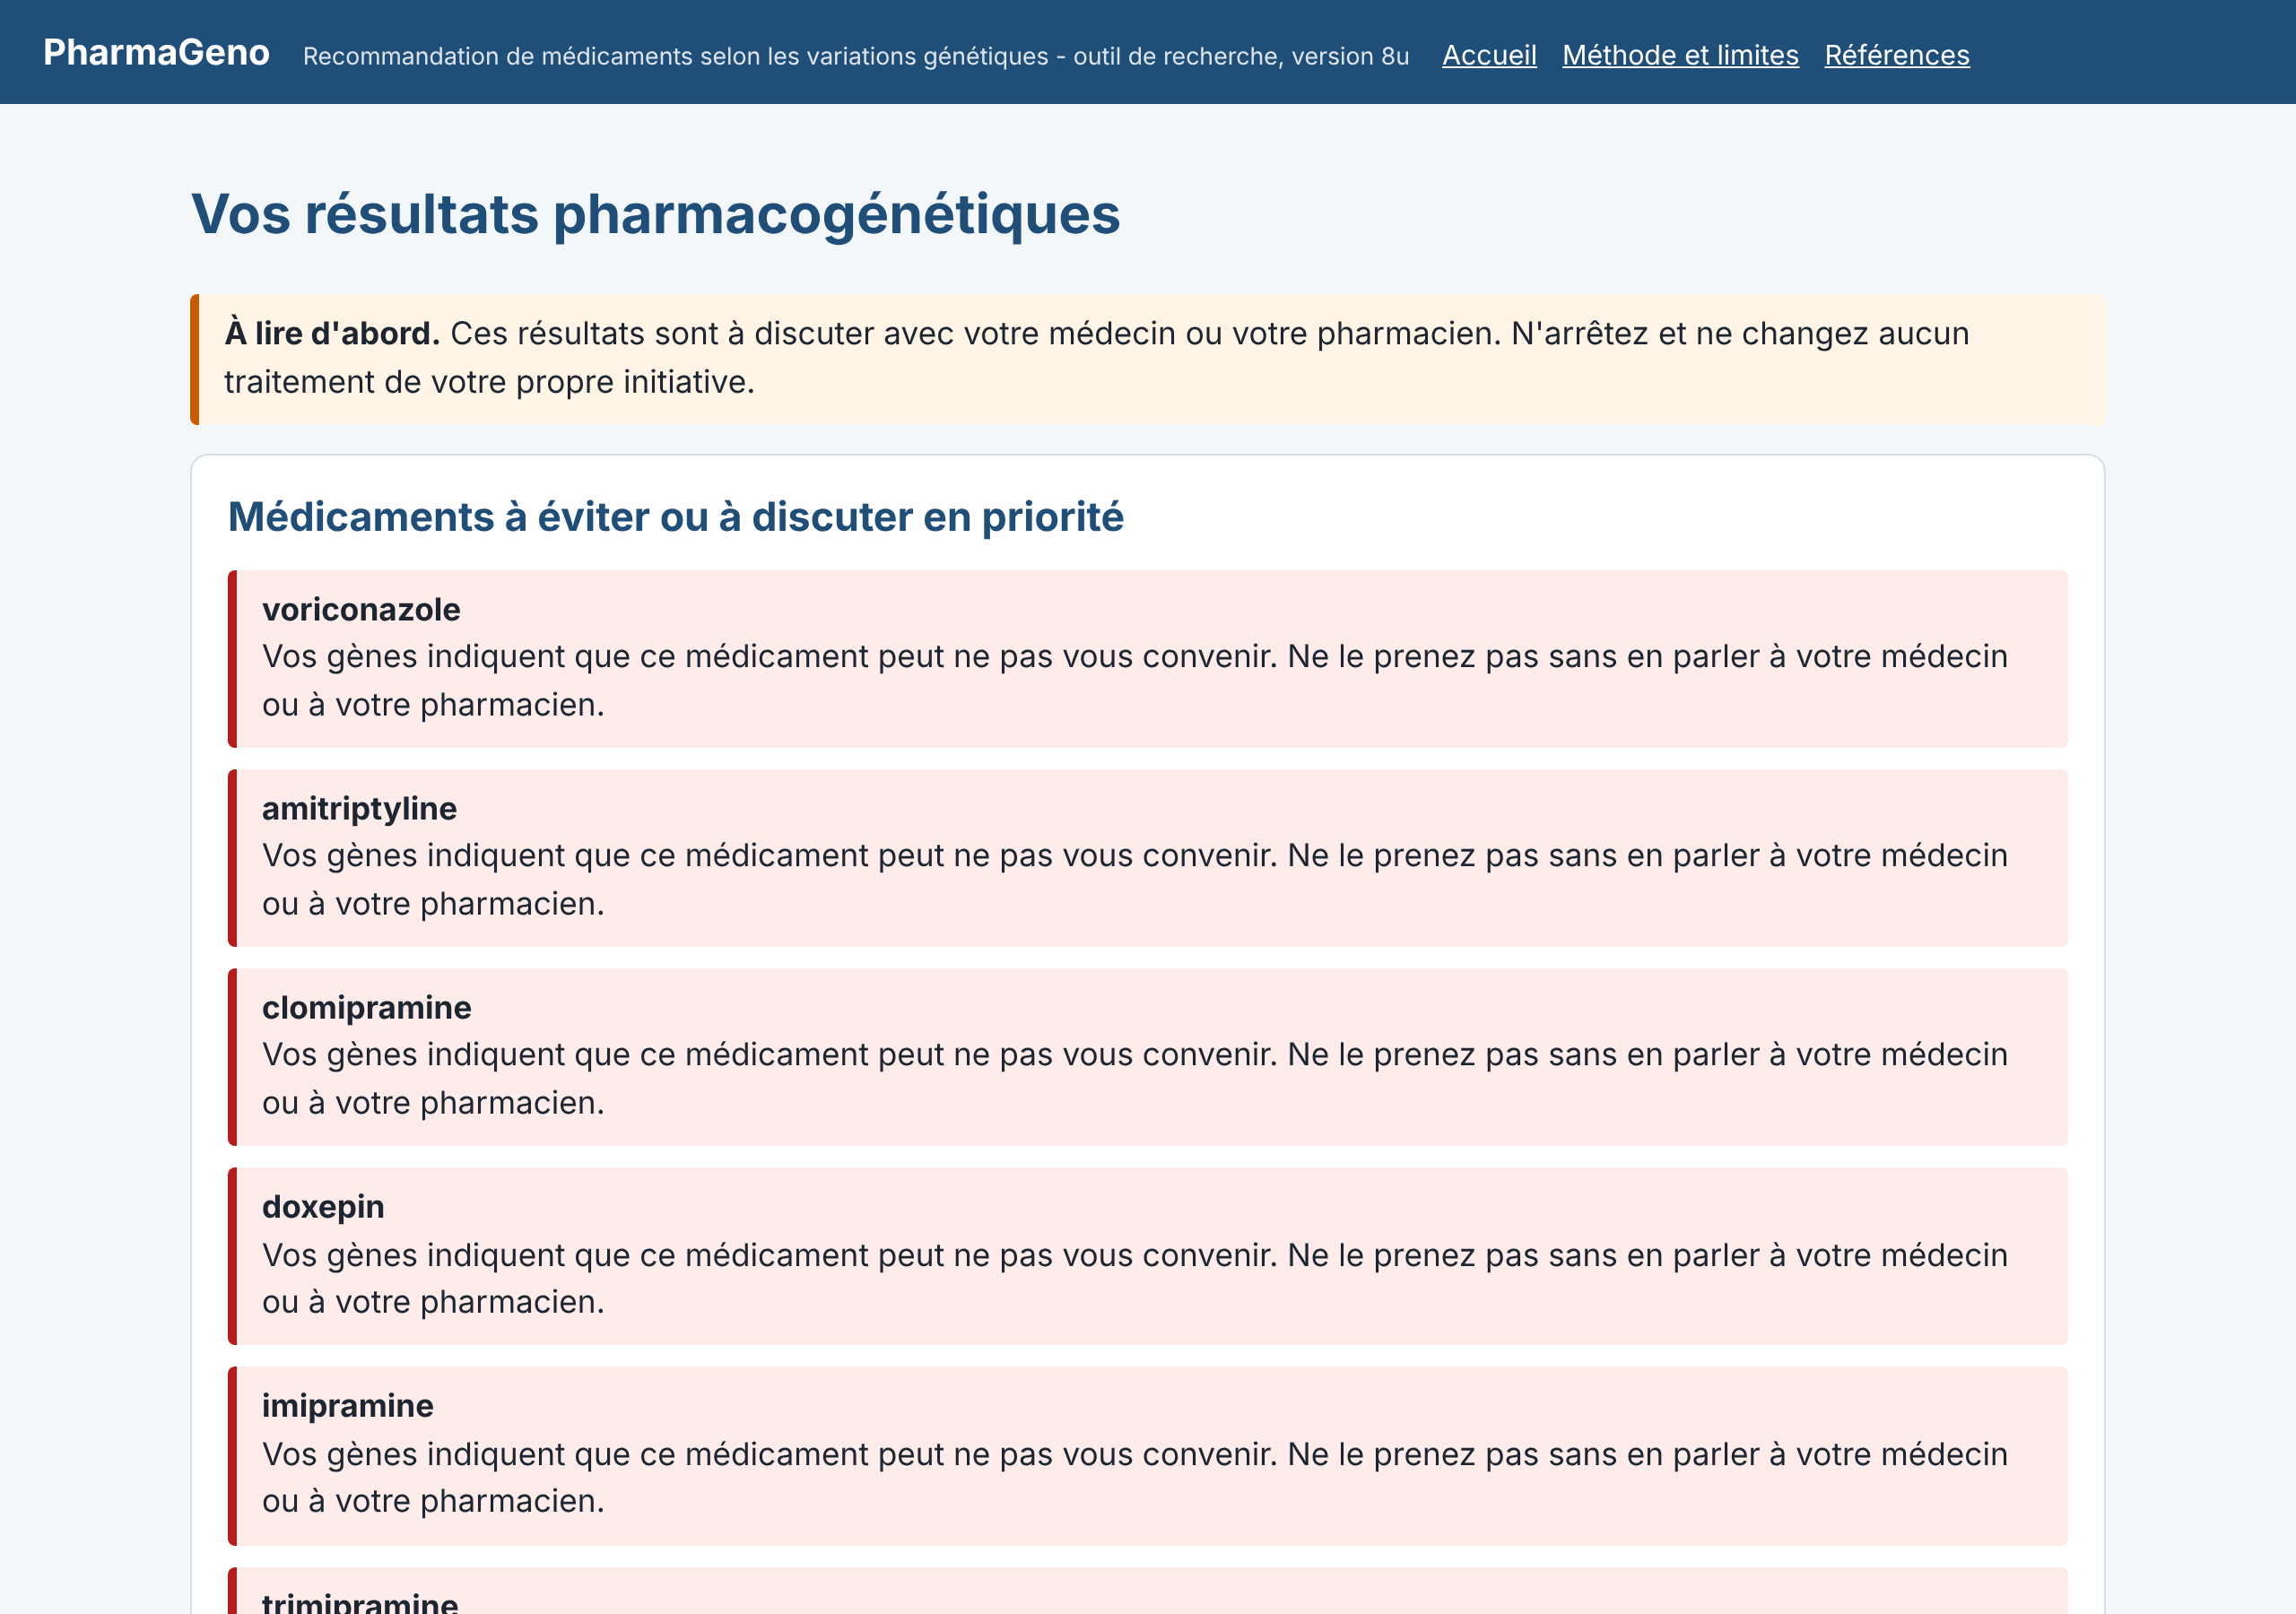 PharmaGeno Recommandation de médicaments selon les variations génétiques - outil de recherche, version 8u Accueil Méthode et limites Références
Vos résultats pharmacogénétiques
À lire d'abord. Ces résultats sont à discuter avec votre médecin ou votre pharmacien. N'arrêtez et ne changez aucun
traitement de votre propre initiative.
Médicaments à éviter ou à discuter en priorité
voriconazole
Vos gènes indiquent que ce médicament peut ne pas vous convenir. Ne le prenez pas sans en parler à votre médecin
ou à votre pharmacien.
amitriptyline
Vos gènes indiquent que ce médicament peut ne pas vous convenir. Ne le prenez pas sans en parler à votre médecin
ou à votre pharmacien.
clomipramine
Vos gènes indiquent que ce médicament peut ne pas vous convenir. Ne le prenez pas sans en parler à votre médecin
ou à votre pharmacien.
doxepin
Vos gènes indiquent que ce médicament peut ne pas vous convenir. Ne le prenez pas sans en parler à votre médecin
ou à votre pharmacien.
imipramine
Vos gènes indiquent que ce médicament peut ne pas vous convenir. Ne le prenez pas sans en parler à votre médecin
ou à votre pharmacien.
trimipramine